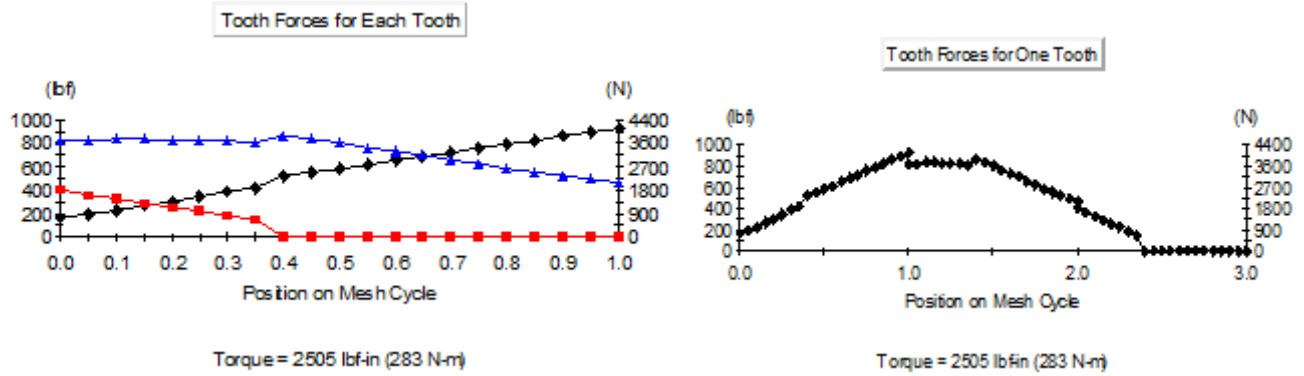 Tooth Forces for Each Tooth
(lbf)
(N)
1000
800
600
400
200
0
4400
3600
2700
1800
900
0
0.0 0.1 0.2 0.3 0.4 0.5 0.6 0.7 0.8 0.9 1.0
Position on Mesh Cycle
Torque = 2505 lbf-in (283 N-m)
Tooth Forces for One Tooth
(lbf)
(N)
1000
800
600
400
200
0
4400
3600
2700
1800
900
0
0.0 1.0 2.0 3.0
Position on Mesh Cycle
Torque = 2505 lbf-in (283 N-m)